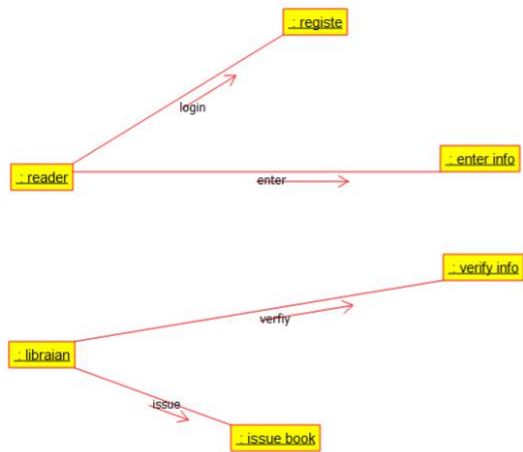 : registe
login
: reader
enter
: enter info
: verify info
verfiy
: libraian
issue
: issue book